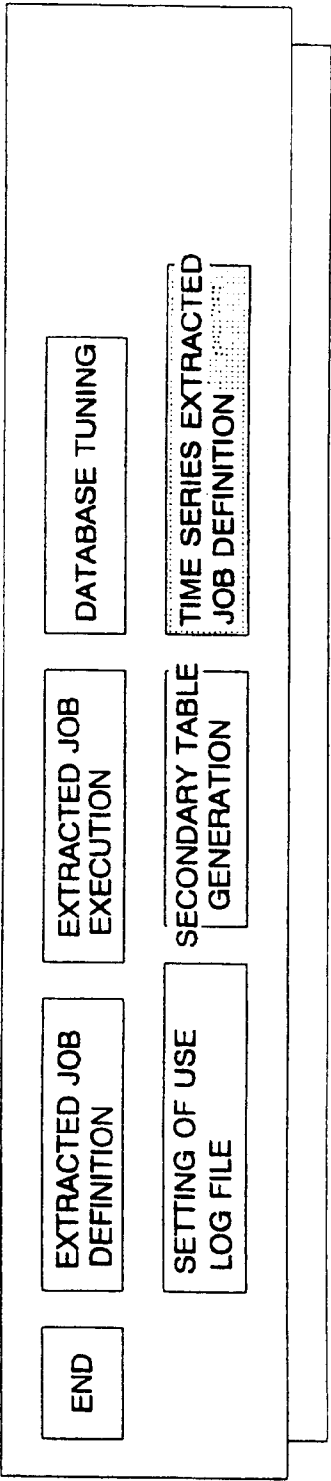 END
EXTRACTED JOB
DEFINITION
EXTRACTED JOB
EXECUTION
DATABASE TUNING
SETTING OF USE
LOG FILE
SECONDARY TABLE
GENERATION
TIME SERIES EXTRACTED
JOB DEFINITION